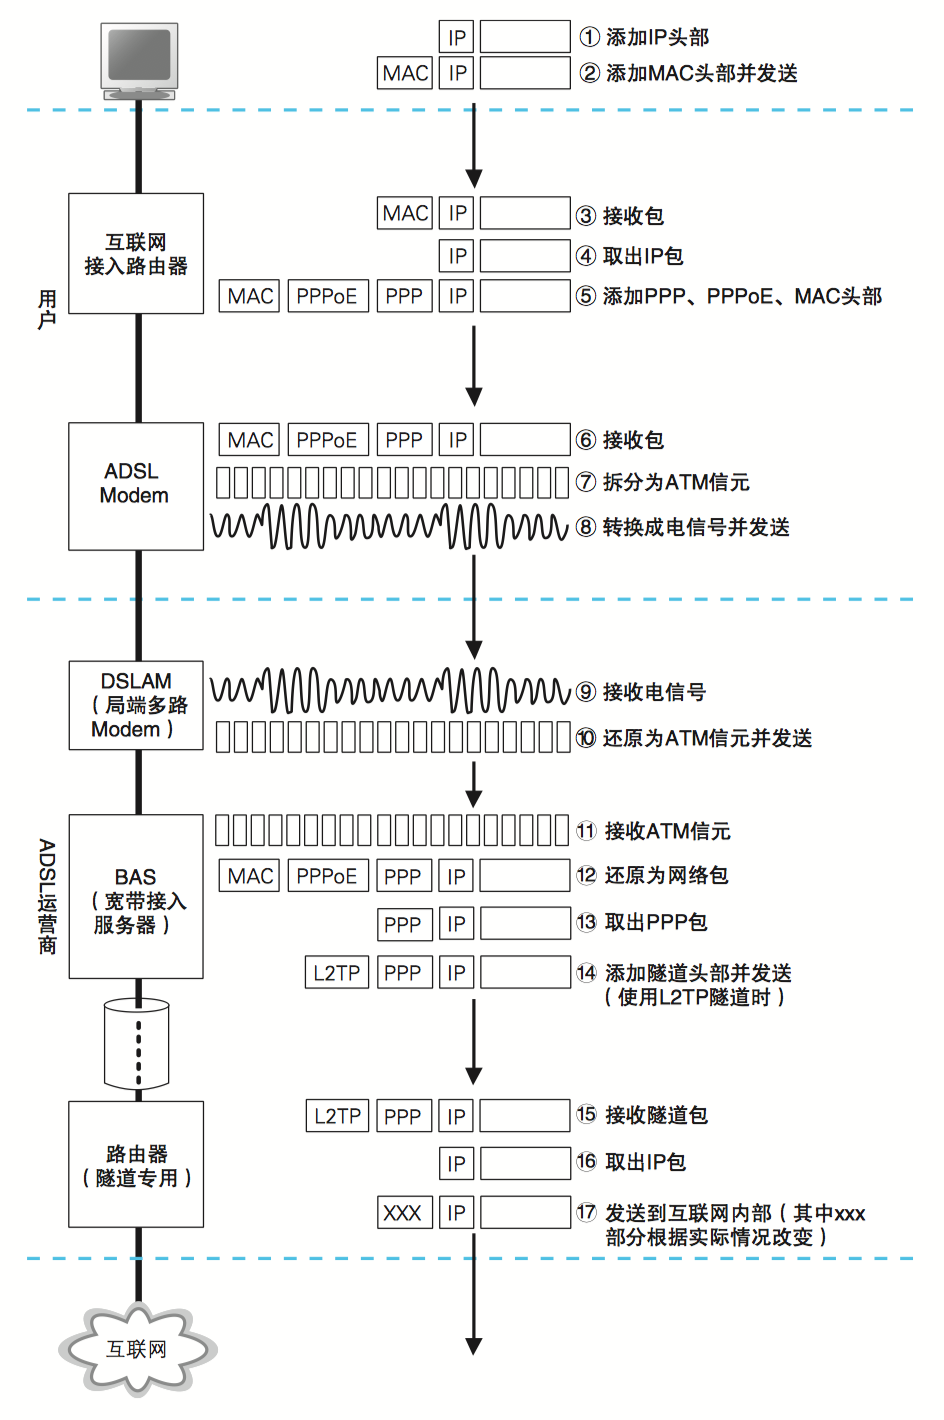 IP ① 添加IP头部
MAC IP ② 添加MAC头部并发送
用户
互联网
接入路由器
MAC IP ③ 接收包
IP ④ 取出IP包
MAC PPPoE PPP IP ⑤ 添加PPP、PPPoE、MAC头部
ADSL
Modem
MAC PPPoE PPP IP ⑥ 接收包
⑦ 拆分为ATM信元
⑧ 转换成电信号并发送
ADSL运营商
DSLAM
（局端多路
Modem）
⑨ 接收电信号
⑩ 还原为ATM信元并发送
BAS
（宽带接入
服务器）
⑪ 接收ATM信元
MAC PPPoE PPP IP ⑫ 还原为网络包
PPP IP ⑬ 取出PPP包
L2TP PPP IP ⑭ 添加隧道头部并发送
（使用L2TP隧道时）
路由器
（隧道专用）
L2TP PPP IP ⑮ 接收隧道包
IP ⑯ 取出IP包
XXX IP ⑰ 发送到互联网内部（其中xxx
部分根据实际情况改变）
互联网